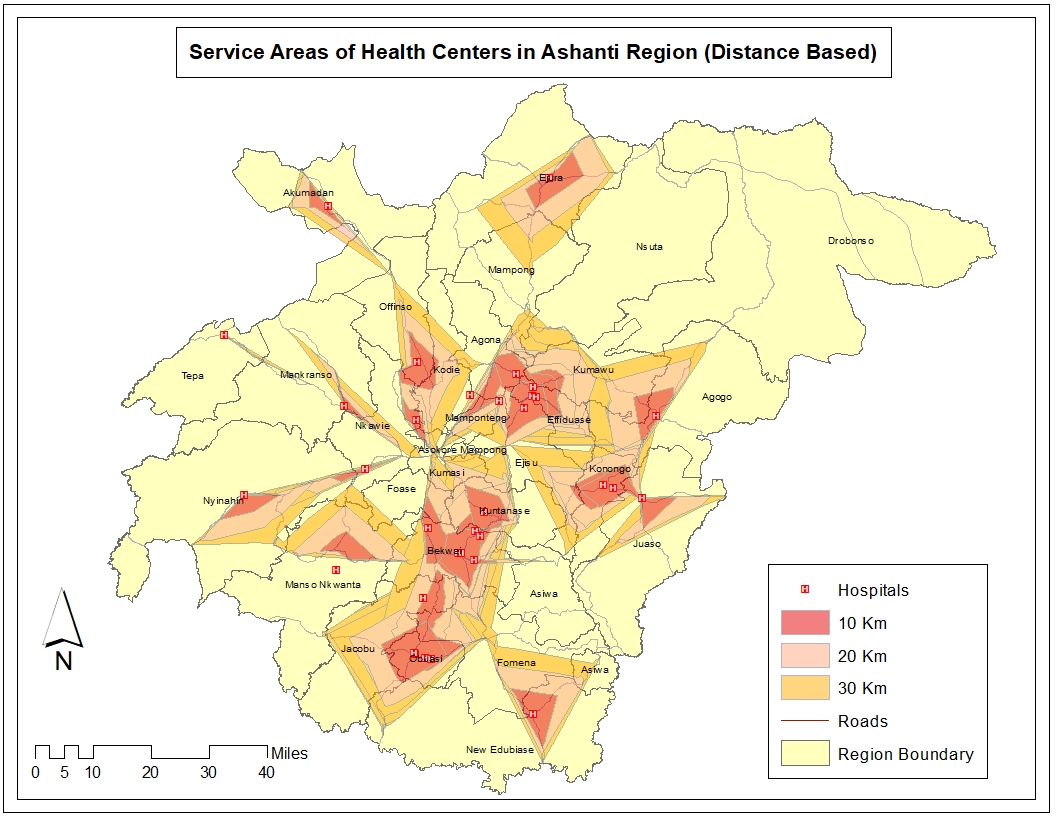 Service Areas of Health Centers in Ashanti Region (Distance Based)
Akumadan
Ejura
Nsuta
Drobonso
Mampong
Offinso
Agona
Tepa
Mankranso
Kodie
Kumawu
Agogo
Nkawie
Mamponteng
Effiduase
Asokore Mampong
Kumasi
Ejisu
Konongo
Foase
Nyinahin
Kuntanase
Juaso
Bekwai
Manso Nkwanta
Asiwa
Jacobu
Obuasi
Fomena
Asiwa
New Edubiase
H
Hospitals
10 Km
20 Km
30 Km
Roads
Region Boundary
N
Miles
0 5 10 20 30 40